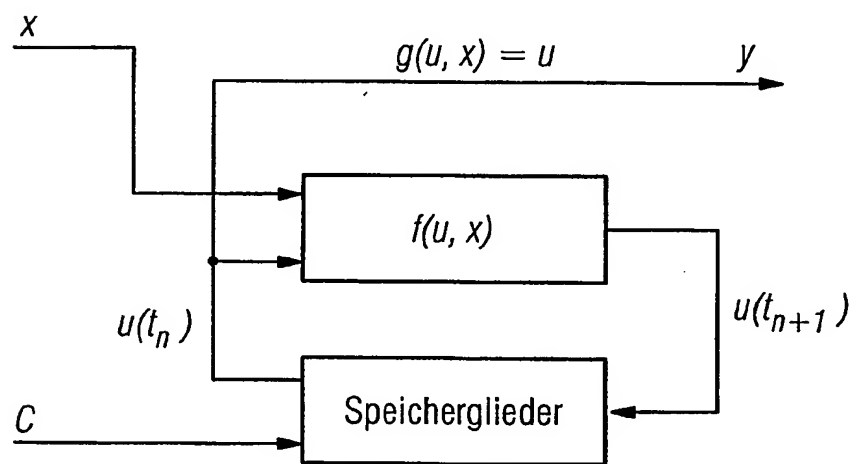 x
g(u, x) = u
y
f(u, x)
u(tₙ)
u(tₙ₊₁)
Speicherglieder
C